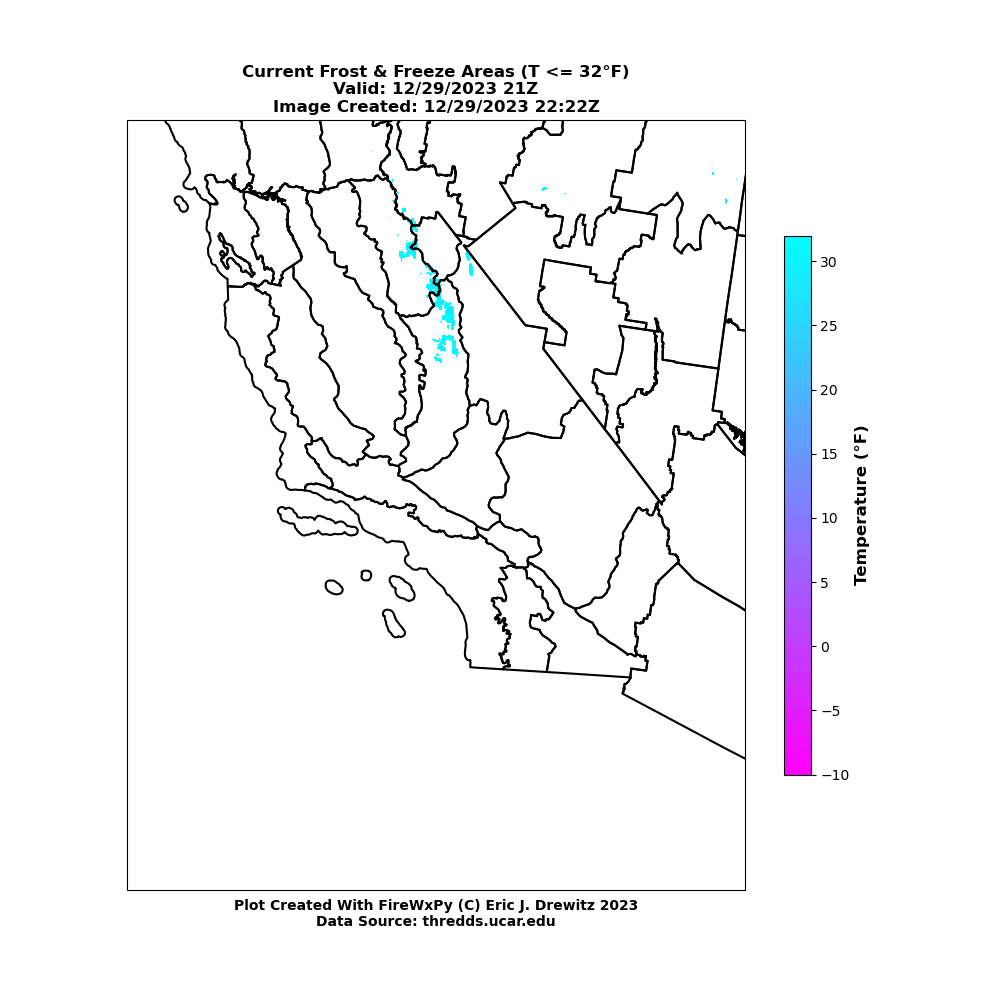 Current Frost & Freeze Areas (T <= 32°F)
Valid: 12/29/2023 21Z
Image Created: 12/29/2023 22:22Z
30
25
20
15
10
5
0
−5
−10
Temperature (°F)
Plot Created With FireWxPy (C) Eric J. Drewitz 2023
Data Source: thredds.ucar.edu